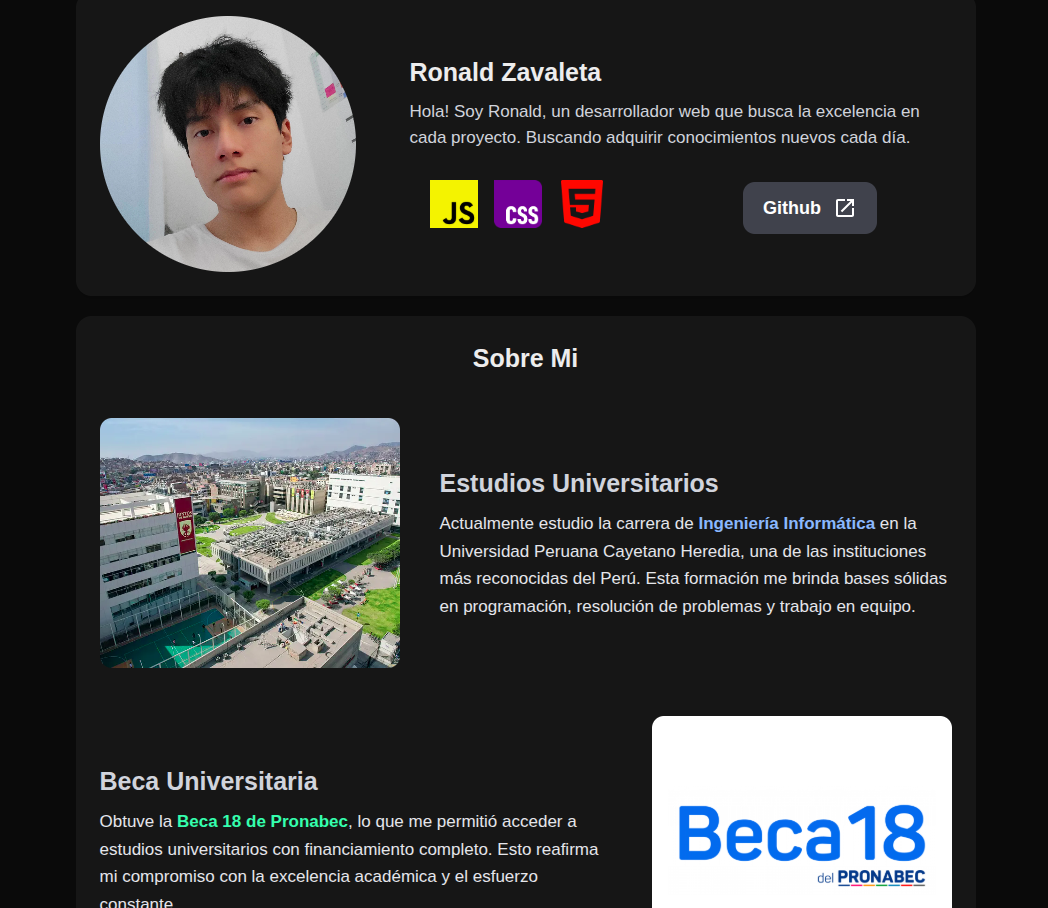 Ronald Zavaleta
Hola! Soy Ronald, un desarrollador web que busca la excelencia en
cada proyecto. Buscando adquirir conocimientos nuevos cada día.
JS
CSS
5
Github
Sobre Mi
Estudios Universitarios
Actualmente estudio la carrera de Ingeniería Informática en la
Universidad Peruana Cayetano Heredia, una de las instituciones
más reconocidas del Perú. Esta formación me brinda bases sólidas
en programación, resolución de problemas y trabajo en equipo.
Beca Universitaria
Obtuve la Beca 18 de Pronabec, lo que me permitió acceder a
estudios universitarios con financiamiento completo. Esto reafirma
mi compromiso con la excelencia académica y el esfuerzo
constante.
Beca18
del PRONABEC